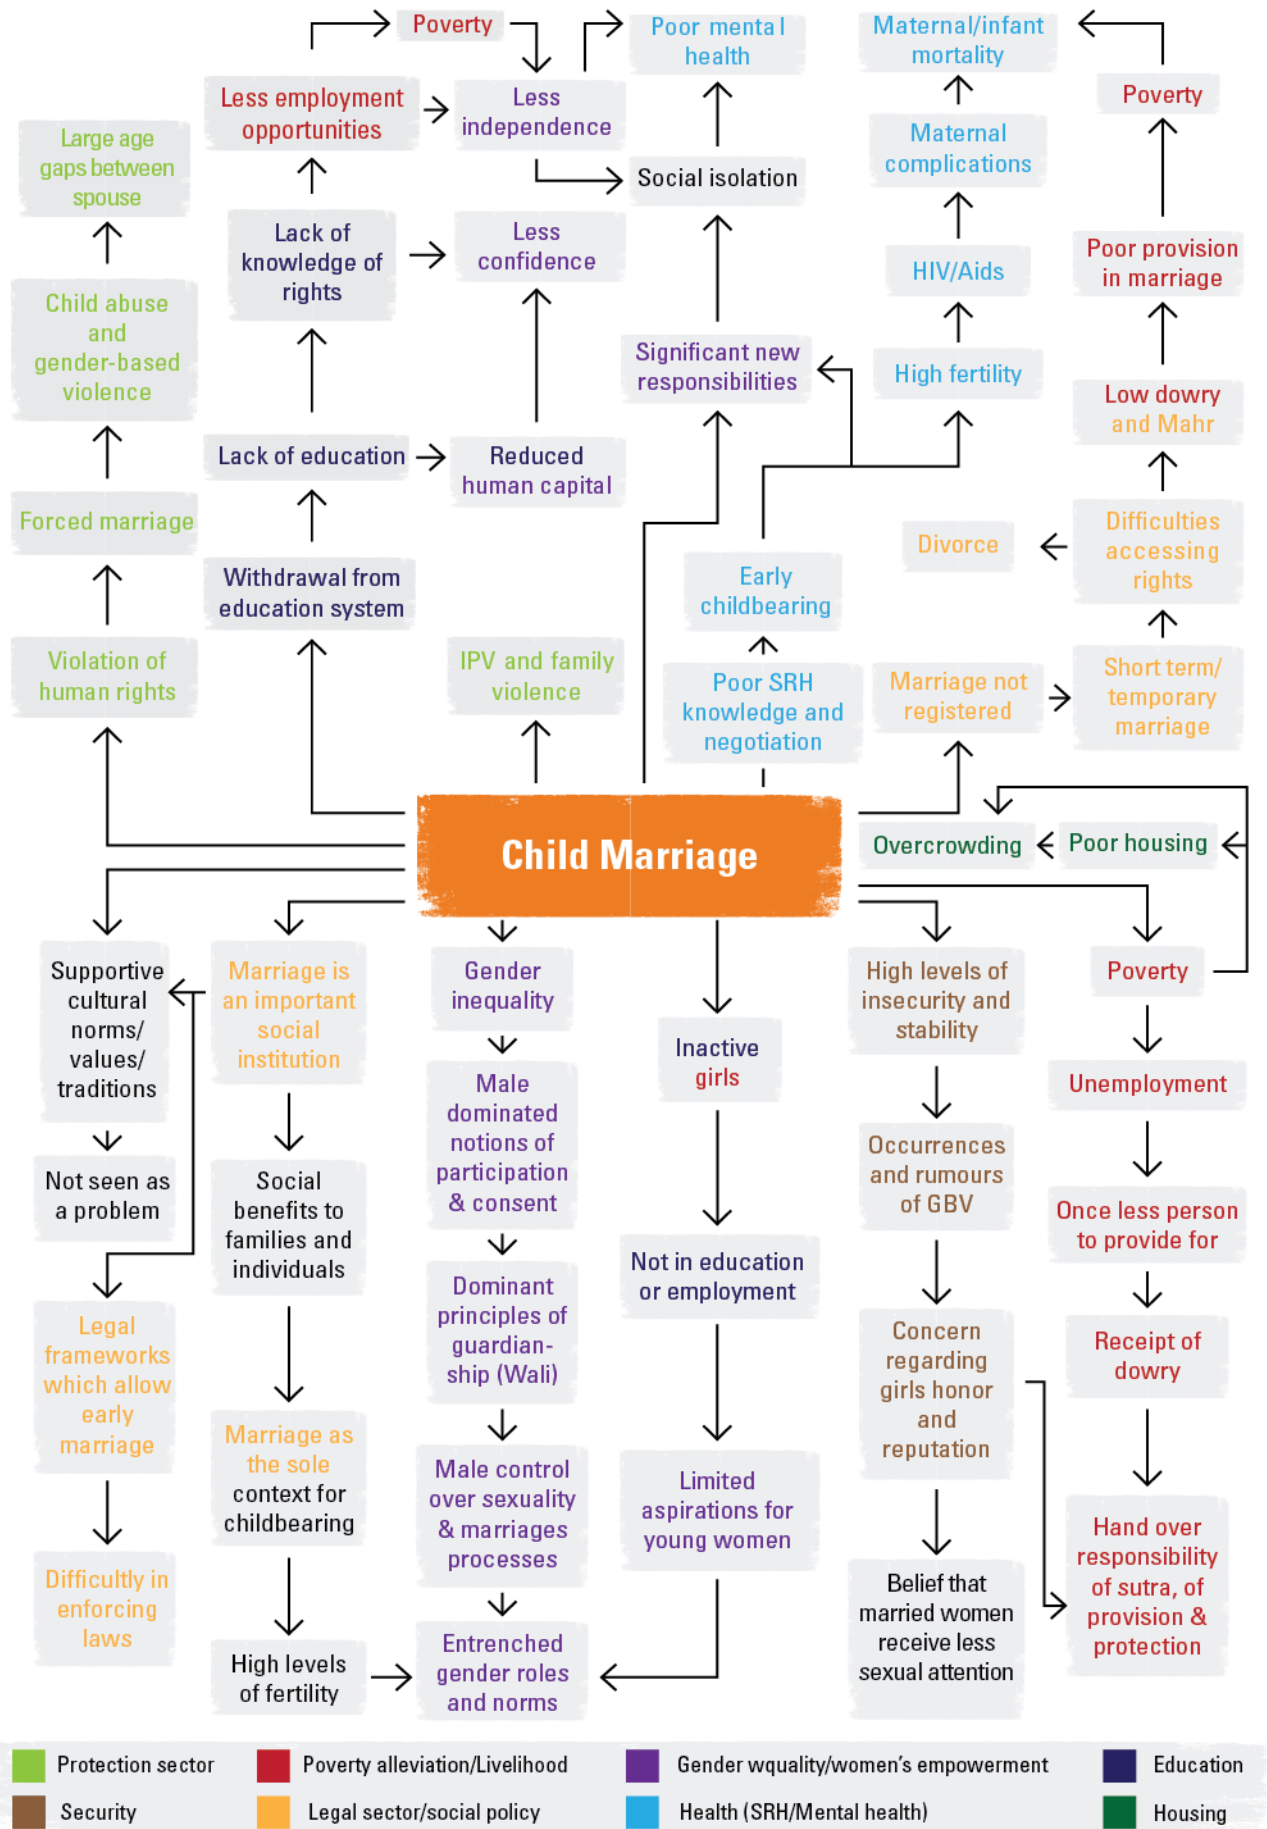 Poverty
Poor mental
health
Maternal/infant
mortality
Poverty
Less employment
opportunities
Less
independence
Large age
gaps between
spouse
Maternal
complications
Social isolation
Lack of
knowledge of
rights
Less
confidence
HIV/Aids
Poor provision
in marriage
Child abuse
and
gender-based
violence
Significant new
responsibilities
High fertility
Low dowry
and Mahr
Lack of education
Reduced
human capital
Forced marriage
Divorce
Difficulties
accessing
rights
Withdrawal from
education system
Early
childbearing
Violation of
human rights
IPV and family
violence
Poor SRH
knowledge and
negotiation
Marriage not
registered
Short term/
temporary
marriage
Child Marriage
Overcrowding
Poor housing
Supportive
cultural
norms/
values/
traditions
Marriage is
an important
social
institution
Gender
inequality
Inactive
girls
High levels of
insecurity and
stability
Poverty
Unemployment
Male
dominated
notions of
participation
& consent
Not seen as
a problem
Social
benefits to
families and
individuals
Occurrences
and rumours
of GBV
Once less person
to provide for
Not in education
or employment
Dominant
principles of
guardian-
ship (Wali)
Legal
frameworks
which allow
early
marriage
Concern
regarding
girls honor
and
reputation
Receipt of
dowry
Marriage as
the sole
context for
childbearing
Male control
over sexuality
& marriages
processes
Limited
aspirations for
young women
Hand over
responsibility
of sutra, of
provision &
protection
Difficultly in
enforcing
laws
Belief that
married women
receive less
sexual attention
High levels
of fertility
Entrenched
gender roles
and norms
Protection sector
Poverty alleviation/Livelihood
Gender wquality/women's empowerment
Education
Security
Legal sector/social policy
Health (SRH/Mental health)
Housing